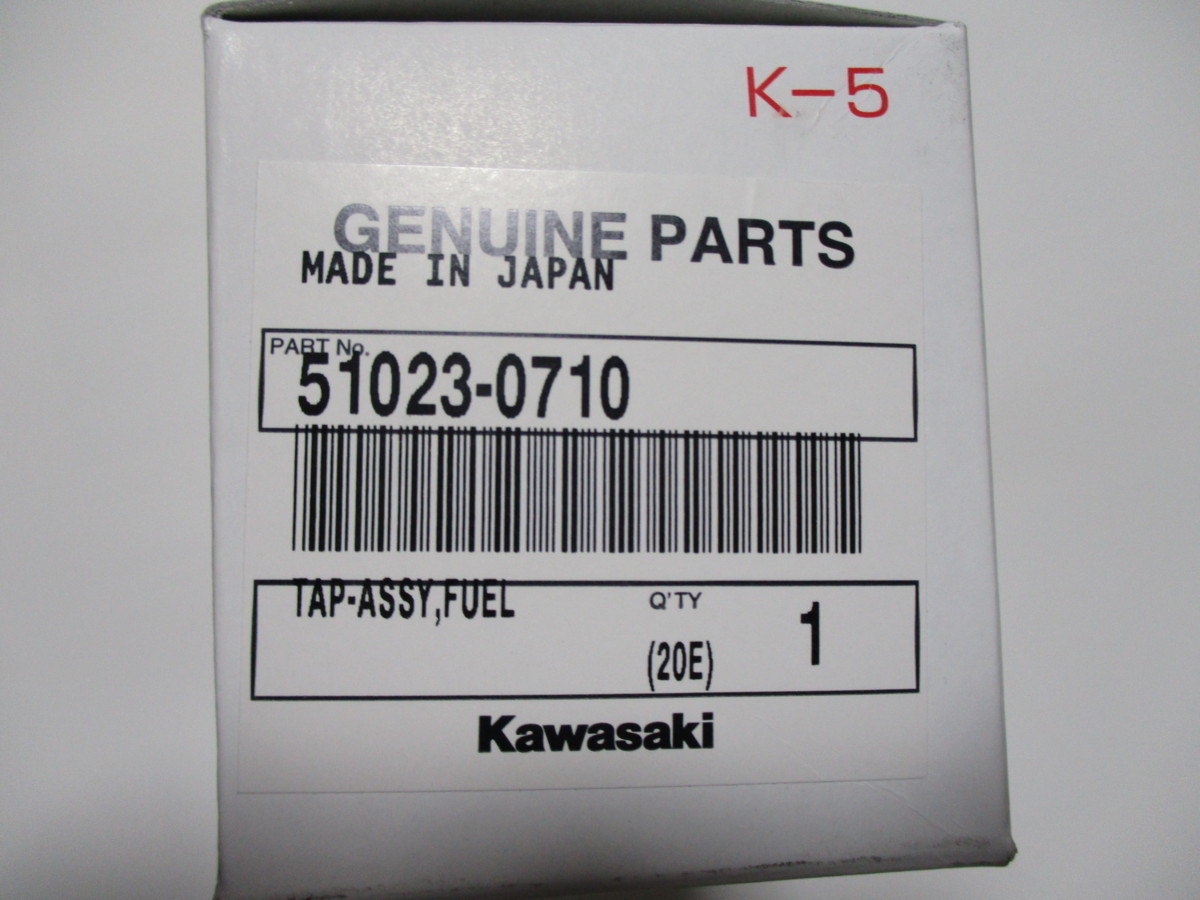 K-5
GENUINE PARTS
MADE IN JAPAN
PART No.
51023-0710
TAP-ASSY,FUEL
Q'TY
1
(20E)
Kawasaki